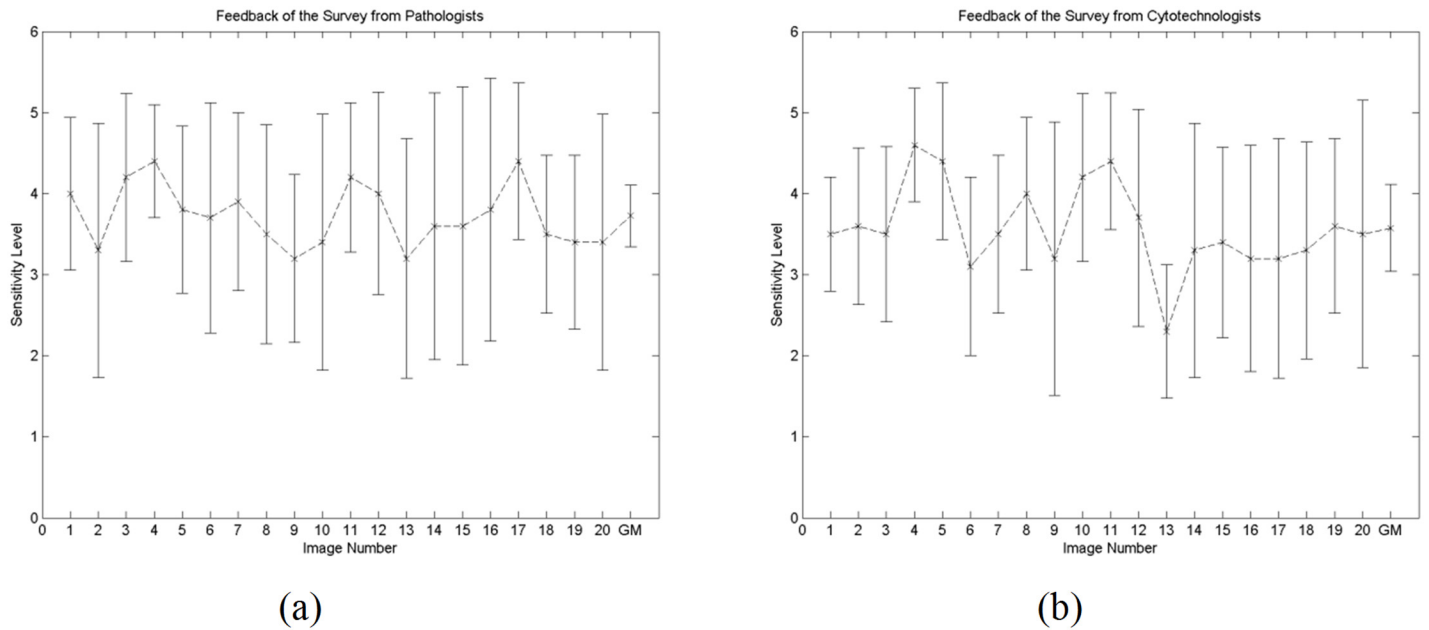 Feedback of the Survey from Pathologists
6
5
4
3
2
1
0
Sensitivity Level
0 1 2 3 4 5 6 7 8 9 10 11 12 13 14 15 16 17 18 19 20 GM
Image Number
(a)
Feedback of the Survey from Cytotechnologists
6
5
4
3
2
1
0
Sensitivity Level
0 1 2 3 4 5 6 7 8 9 10 11 12 13 14 15 16 17 18 19 20 GM
Image Number
(b)